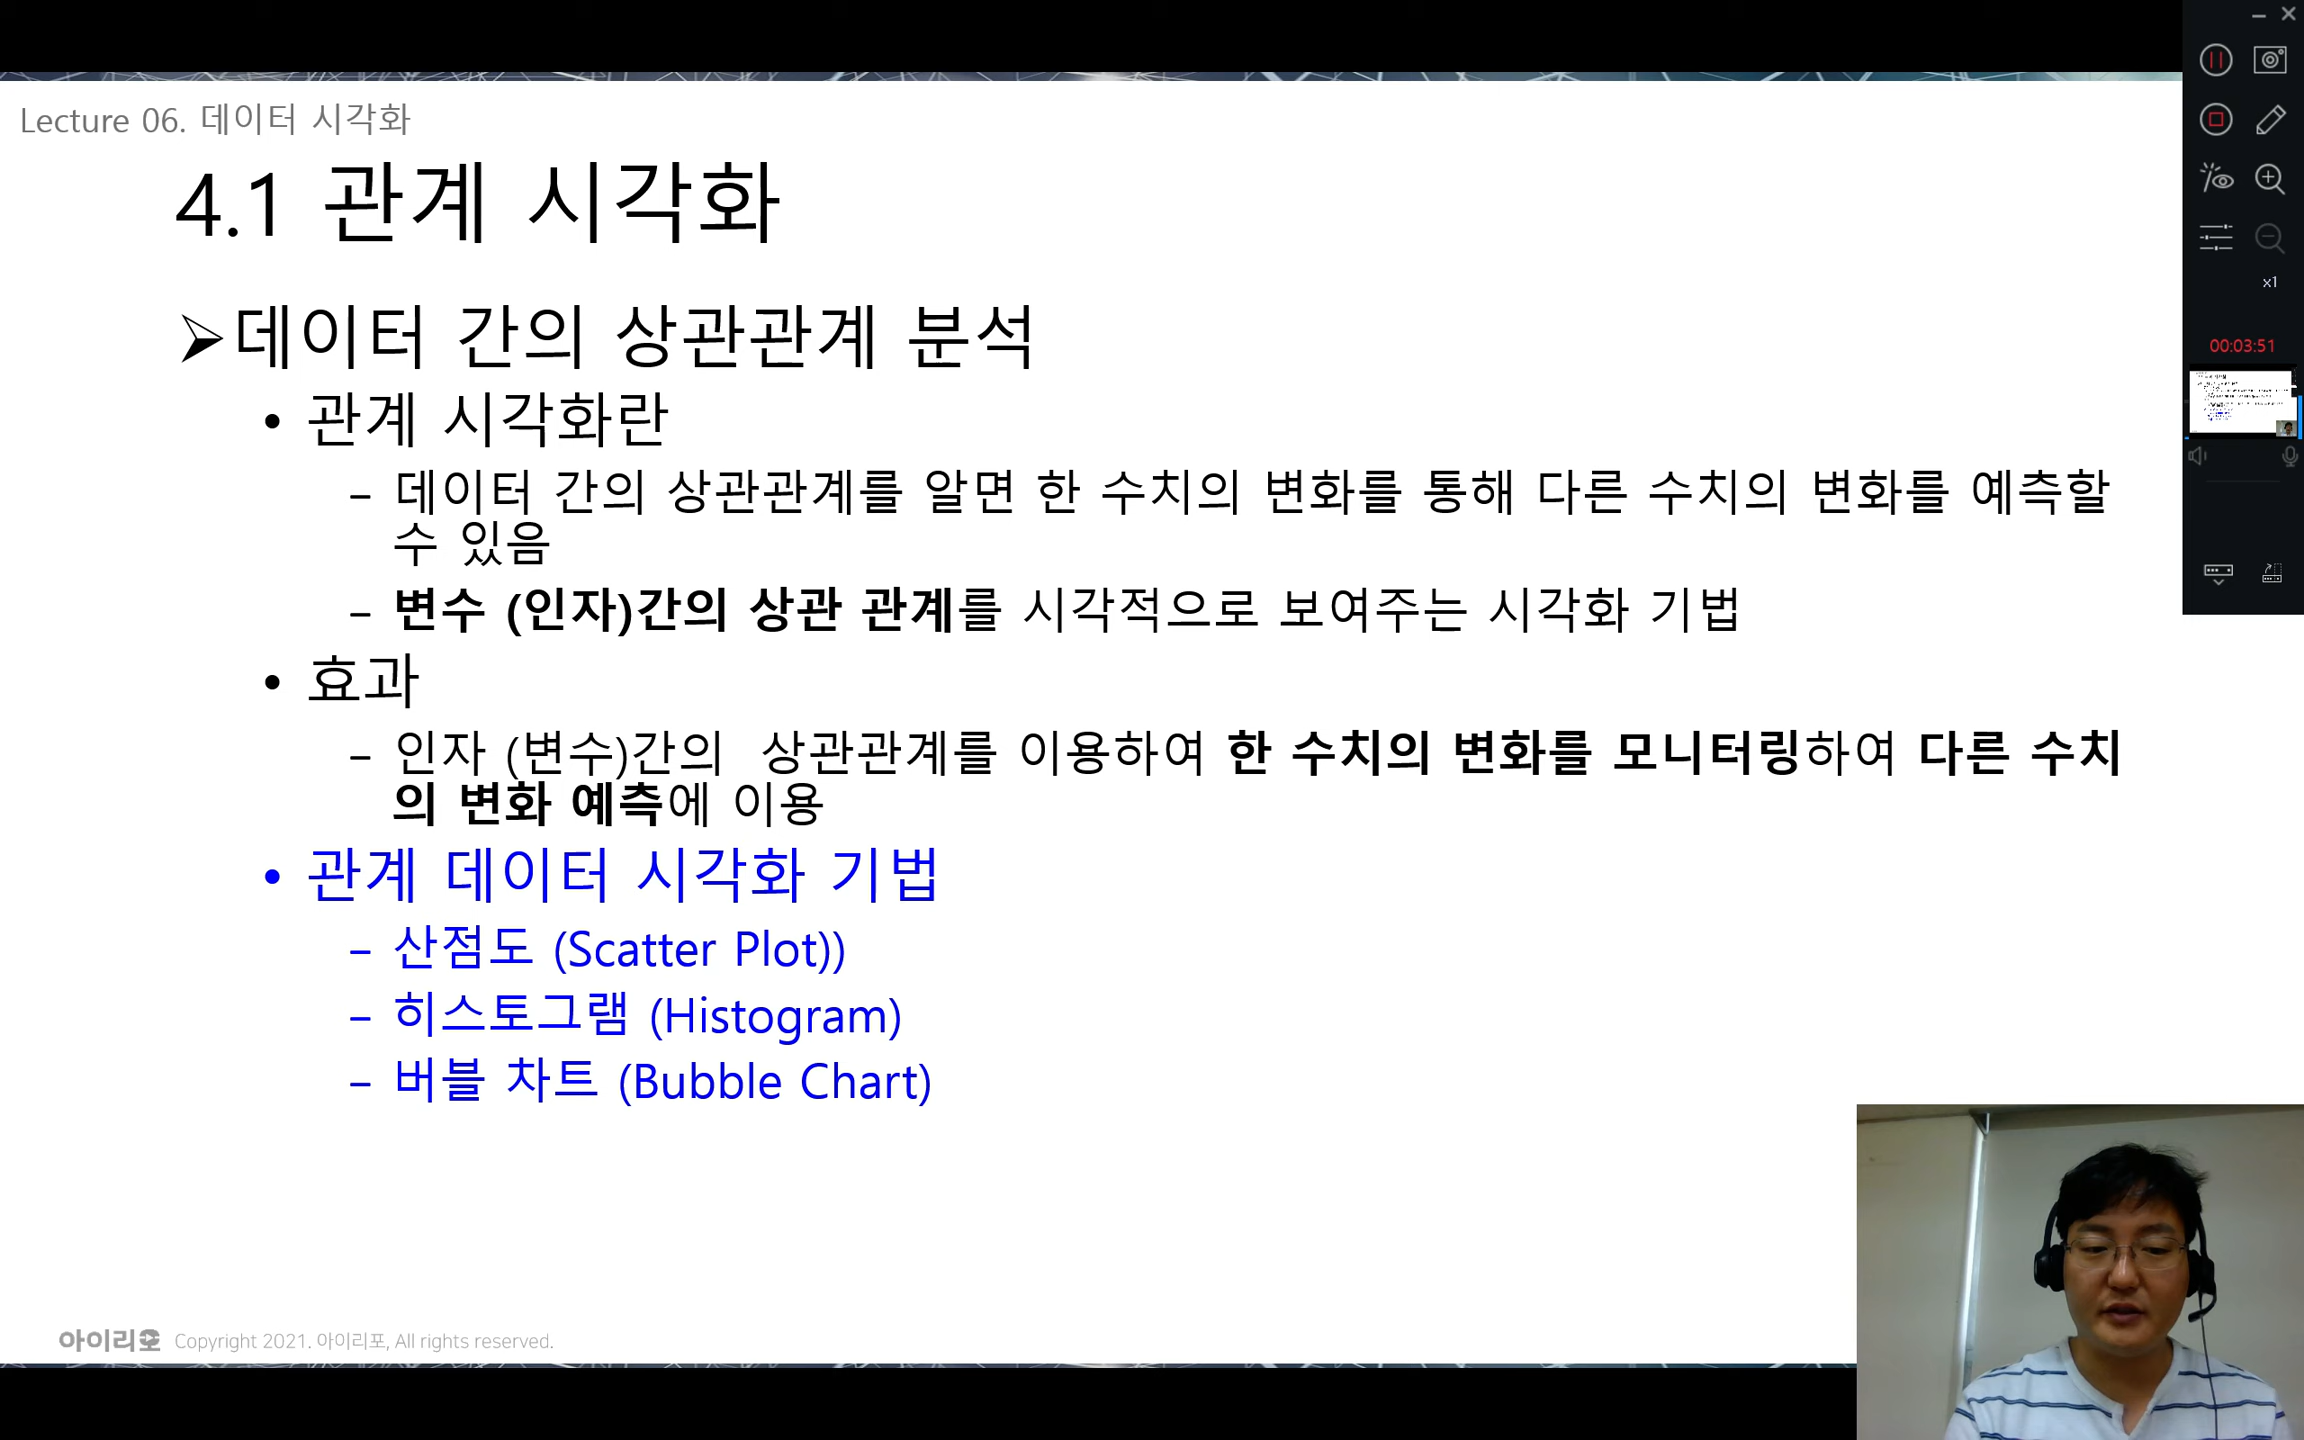 Lecture 06. 데이터 시각화
4.1 관계 시각화
➢데이터 간의 상관관계 분석
• 관계 시각화란
– 데이터 간의 상관관계를 알면 한 수치의 변화를 통해 다른 수치의 변화를 예측할
수 있음
– 변수 (인자)간의 상관 관계를 시각적으로 보여주는 시각화 기법
• 효과
– 인자 (변수)간의 상관관계를 이용하여 한 수치의 변화를 모니터링하여 다른 수치
의 변화 예측에 이용
• 관계 데이터 시각화 기법
– 산점도 (Scatter Plot))
– 히스토그램 (Histogram)
– 버블 차트 (Bubble Chart)
아이리포 Copyright 2021. 아이리포, All rights reserved.
x1
00:03:51